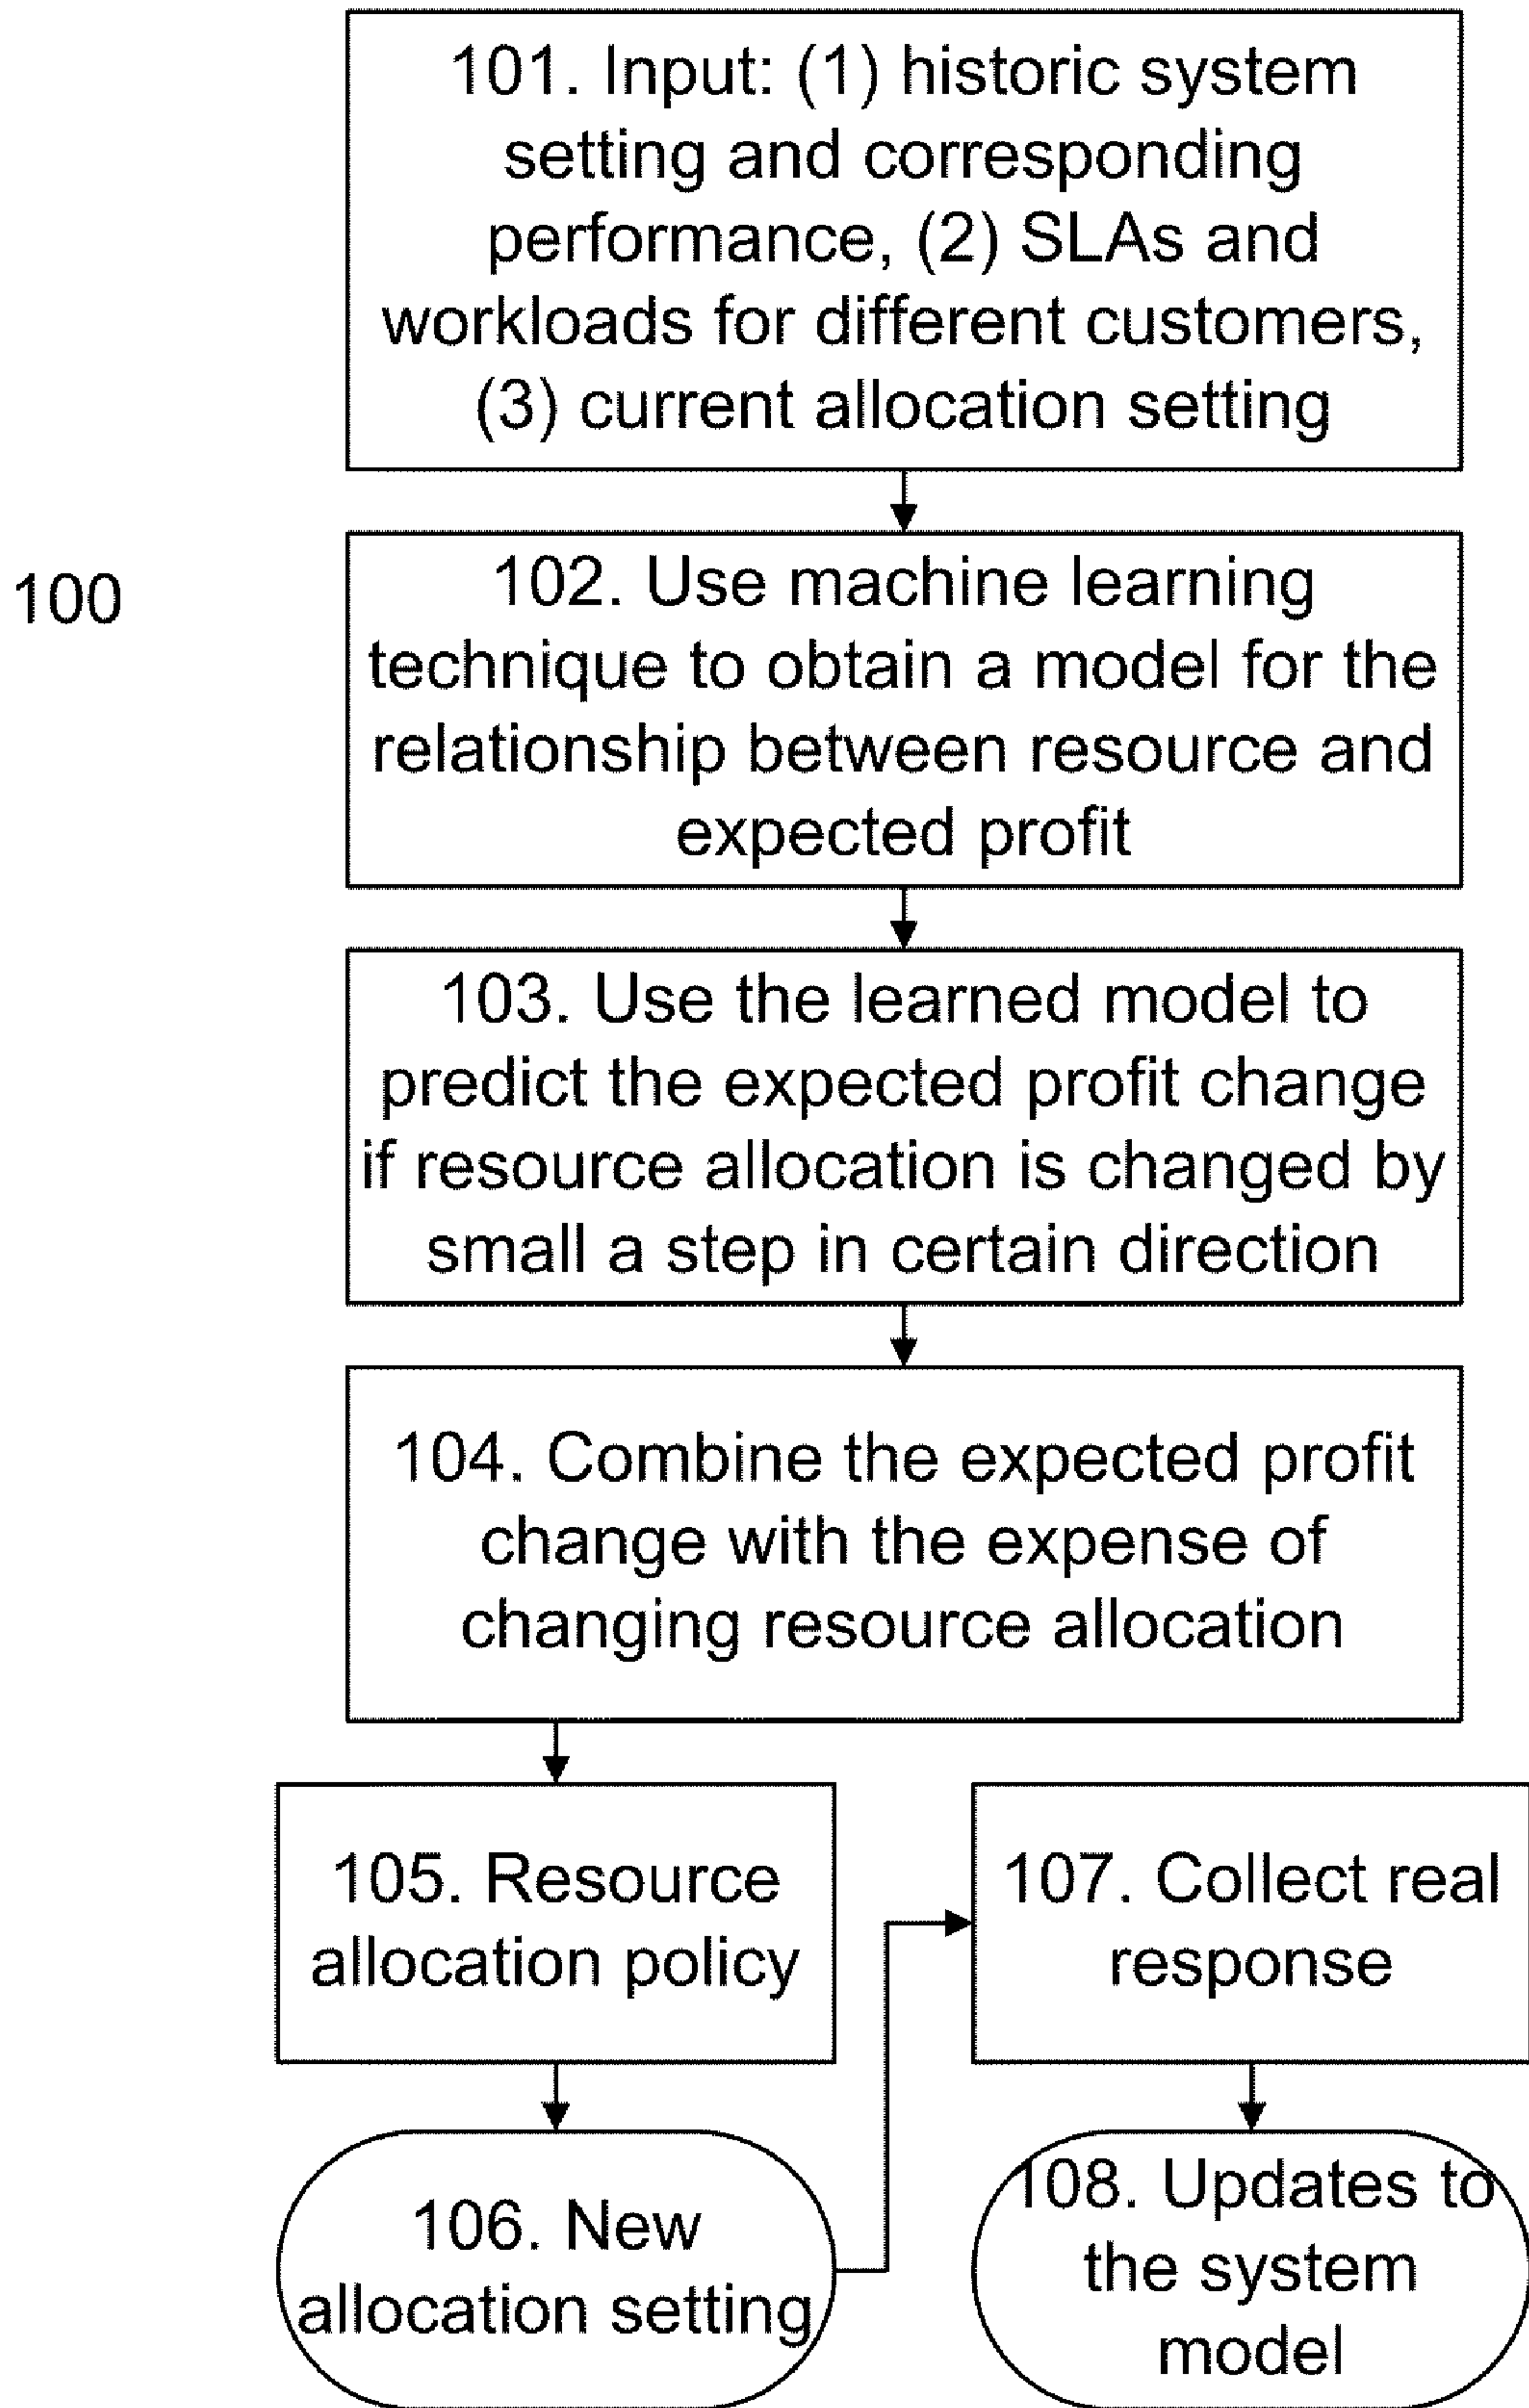 101. Input: (1) historic system
setting and corresponding
performance, (2) SLAs and
workloads for different customers,
(3) current allocation setting
100
102. Use machine learning
technique to obtain a model for the
relationship between resource and
expected profit
103. Use the learned model to
predict the expected profit change
if resource allocation is changed by
small a step in certain direction
104. Combine the expected profit
change with the expense of
changing resource allocation
105. Resource
allocation policy
107. Collect real
response
106. New
allocation setting
108. Updates to
the system
model